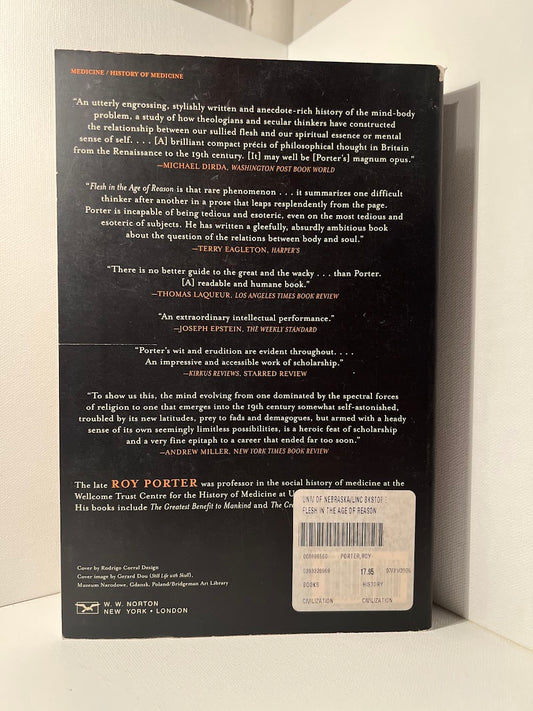 MEDICINE / HISTORY OF MEDICINE
“An utterly engrossing, stylishly written and anecdote-rich history of the mind-body
problem, a study of how theologians and secular thinkers have constructed
the relationship between our sullied flesh and our spiritual essence or mental
sense of self. . . . [A] brilliant compact précis of philosophical thought in Britain
from the Renaissance to the 19th century. [It] may well be [Porter’s] magnum opus.”
—MICHAEL DIRDA, WASHINGTON POST BOOK WORLD
“Flesh in the Age of Reason is that rare phenomenon . . . it summarizes one difficult
thinker after another in a prose that leaps resplendently from the page.
Porter is incapable of being tedious and esoteric, even on the most tedious and
esoteric of subjects. He has written a gleefully, absurdly ambitious book
about the question of the relations between body and soul.”
—TERRY EAGLETON, HARPER’S
“There is no better guide to the great and the wacky . . . than Porter.
[A] readable and humane book.”
—THOMAS LAQUEUR, LOS ANGELES TIMES BOOK REVIEW
“An extraordinary intellectual performance.”
—JOSEPH EPSTEIN, THE WEEKLY STANDARD
“Porter’s wit and erudition are evident throughout. . . .
An impressive and accessible work of scholarship.”
—KIRKUS REVIEWS, STARRED REVIEW
“To show us this, the mind evolving from one dominated by the spectral forces
of religion to one that emerges into the 19th century somewhat self-astonished,
troubled by its new latitudes, prey to fads and demagogues, but armed with a heady
sense of its own seemingly limitless possibilities, is a heroic feat of scholarship
and a very fine epitaph to a career that ended far too soon.”
—ANDREW MILLER, NEW YORK TIMES BOOK REVIEW
The late ROY PORTER was professor in the social history of medicine at the
Wellcome Trust Centre for the History of Medicine at U
His books include The Greatest Benefit to Mankind and The Cr
UNIV OF NEBRASKA/LINC BKSTORE
FLESH IN THE AGE OF REASON
PORTER,ROY
17.95
BOOKS HISTORY
CIVILIZATION CIVILIZATION
Cover by Rodrigo Corral Design
Cover image by Gerard Dou (Still Life with Skull),
Museum Narodowe, Gdansk, Poland/Bridgeman Art Library
W. W. NORTON
NEW YORK • LONDON